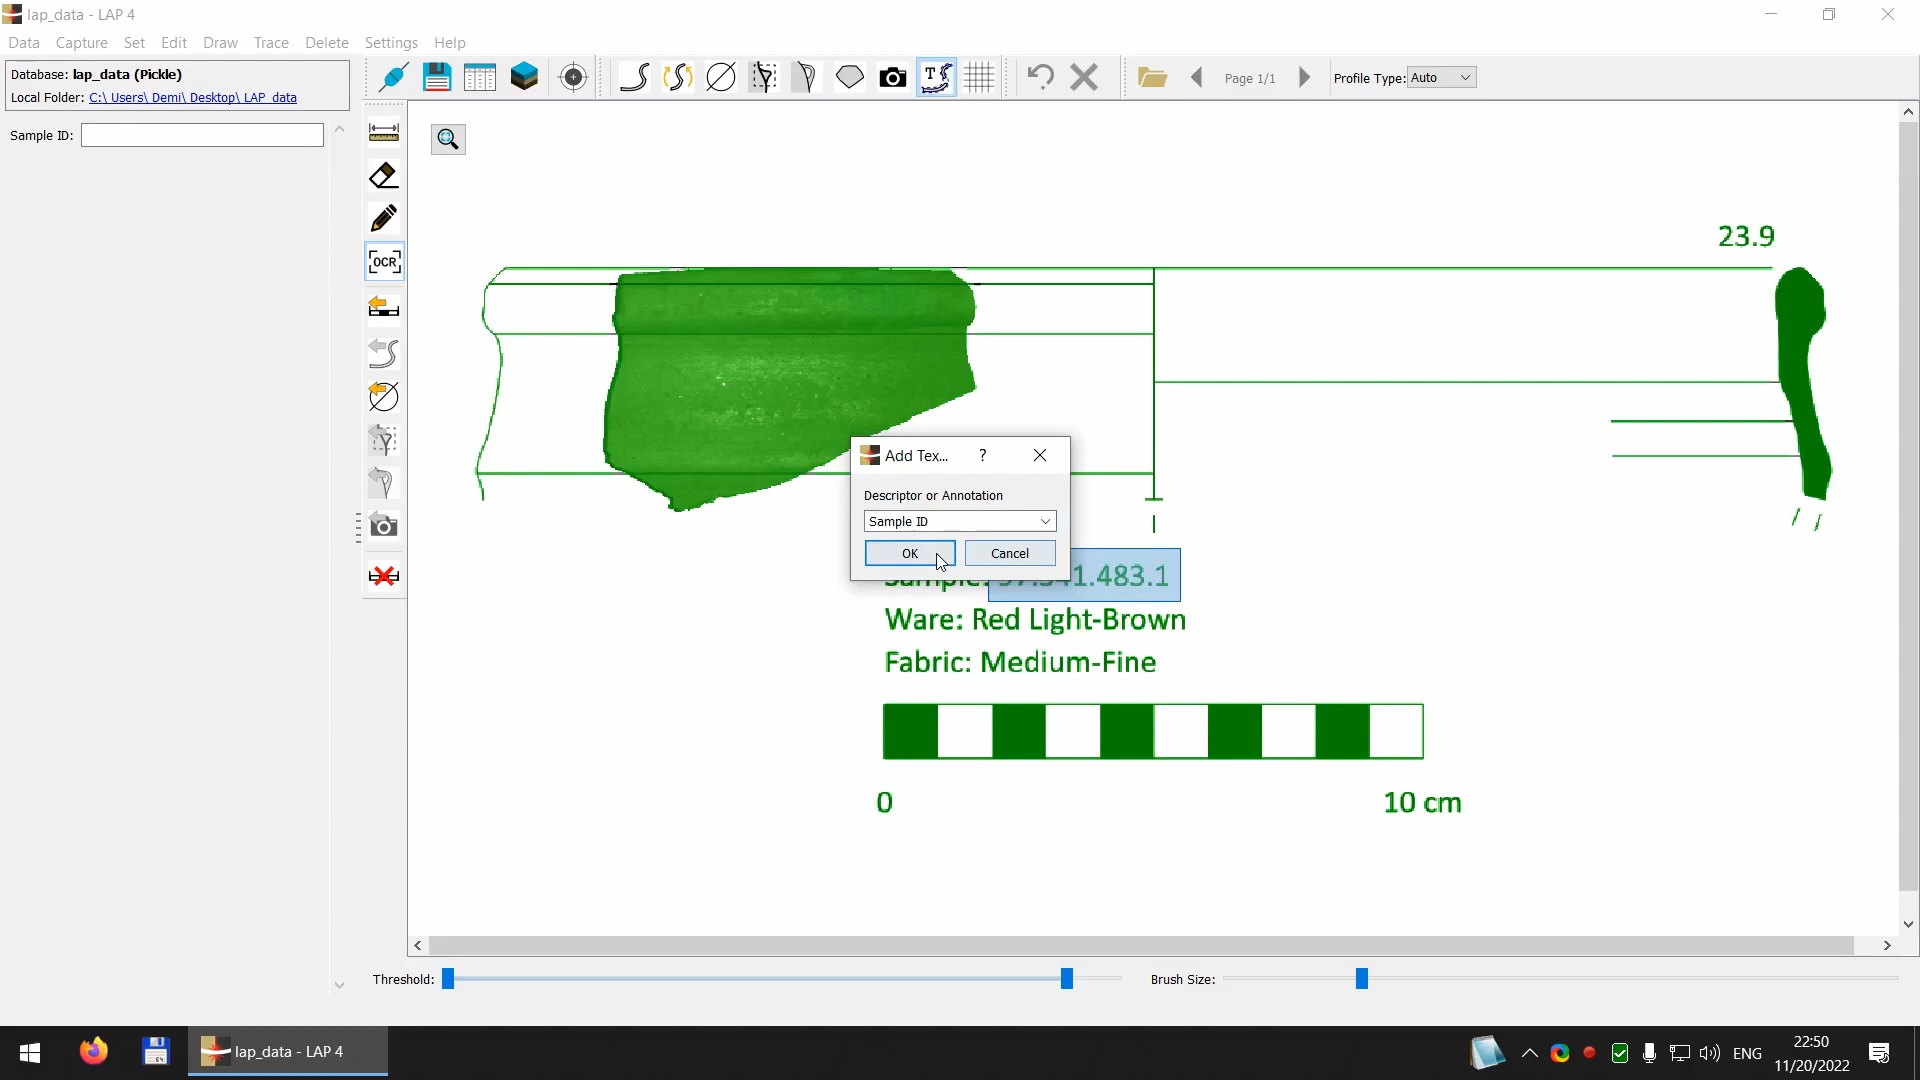 lap_data - LAP 4
Data Capture Set Edit Draw Trace Delete Settings Help
Database: lap_data (Pickle)
Local Folder: C:\ Users\ Demi\ Desktop\ LAP data
Page 1/1
Profile Type: Auto
Sample ID:
T
OCR
23.9
Add Tex... ?
Descriptor or Annotation
Sample ID
OK Cancel
Sample: .483.1
Ware: Red Light-Brown
Fabric: Medium-Fine
0 10 cm
Threshold: Brush Size:
lap_data - LAP 4
ENG
22:50
11/20/2022